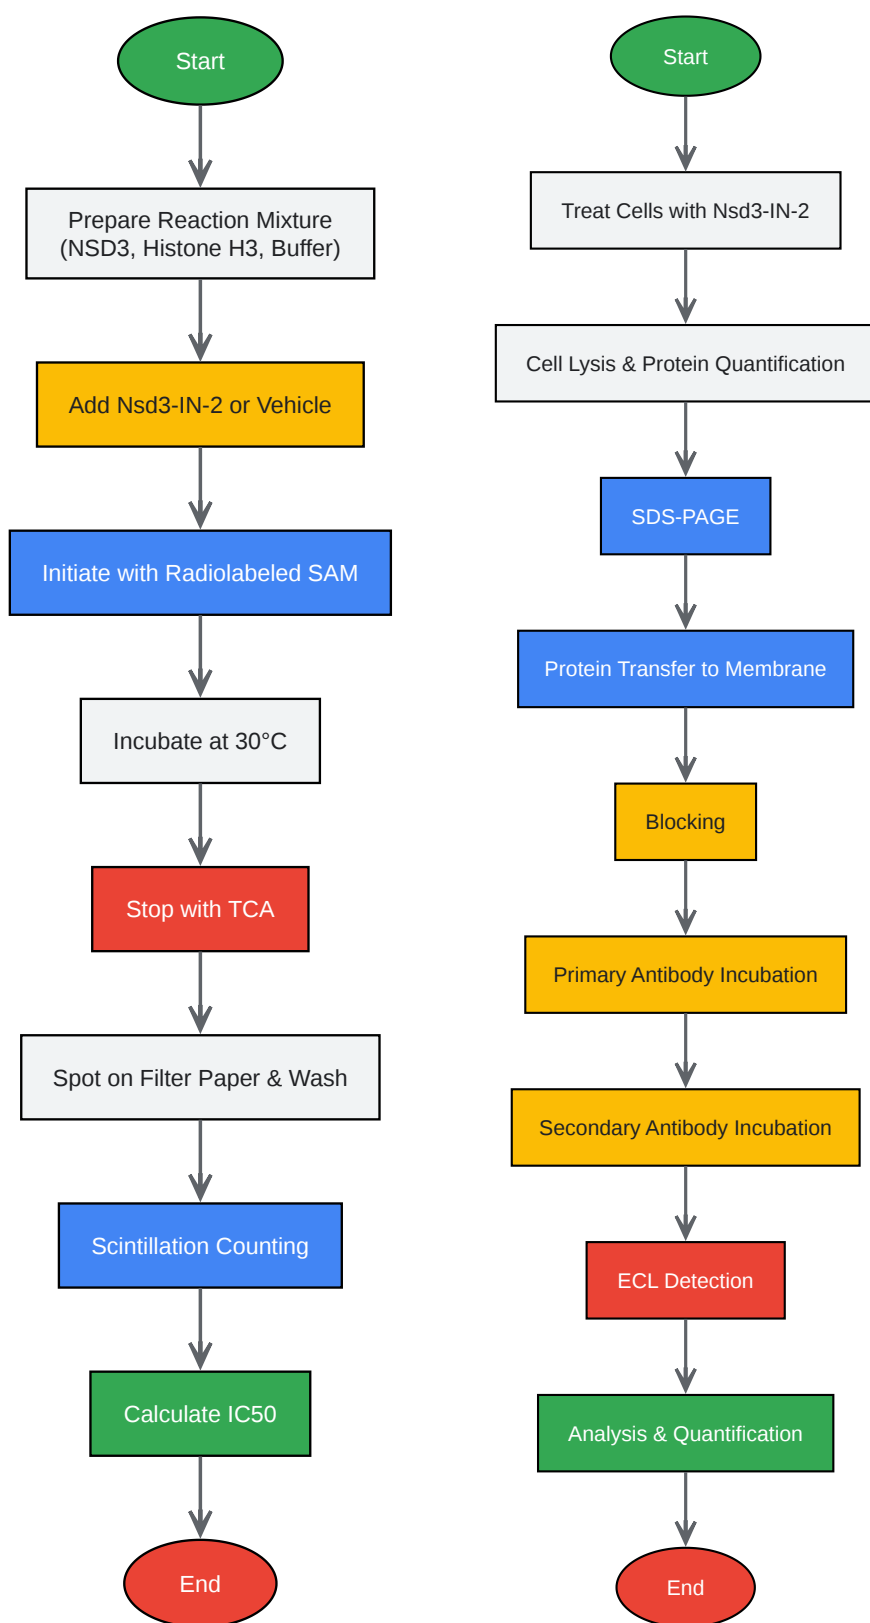 Start
Prepare Reaction Mixture
(NSD3, Histone H3, Buffer)
Add Nsd3-IN-2 or Vehicle
Initiate with Radiolabeled SAM
Incubate at 30°C
Stop with TCA
Spot on Filter Paper & Wash
Scintillation Counting
Calculate IC50
End
Start
Treat Cells with Nsd3-IN-2
Cell Lysis & Protein Quantification
SDS-PAGE
Protein Transfer to Membrane
Blocking
Primary Antibody Incubation
Secondary Antibody Incubation
ECL Detection
Analysis & Quantification
End